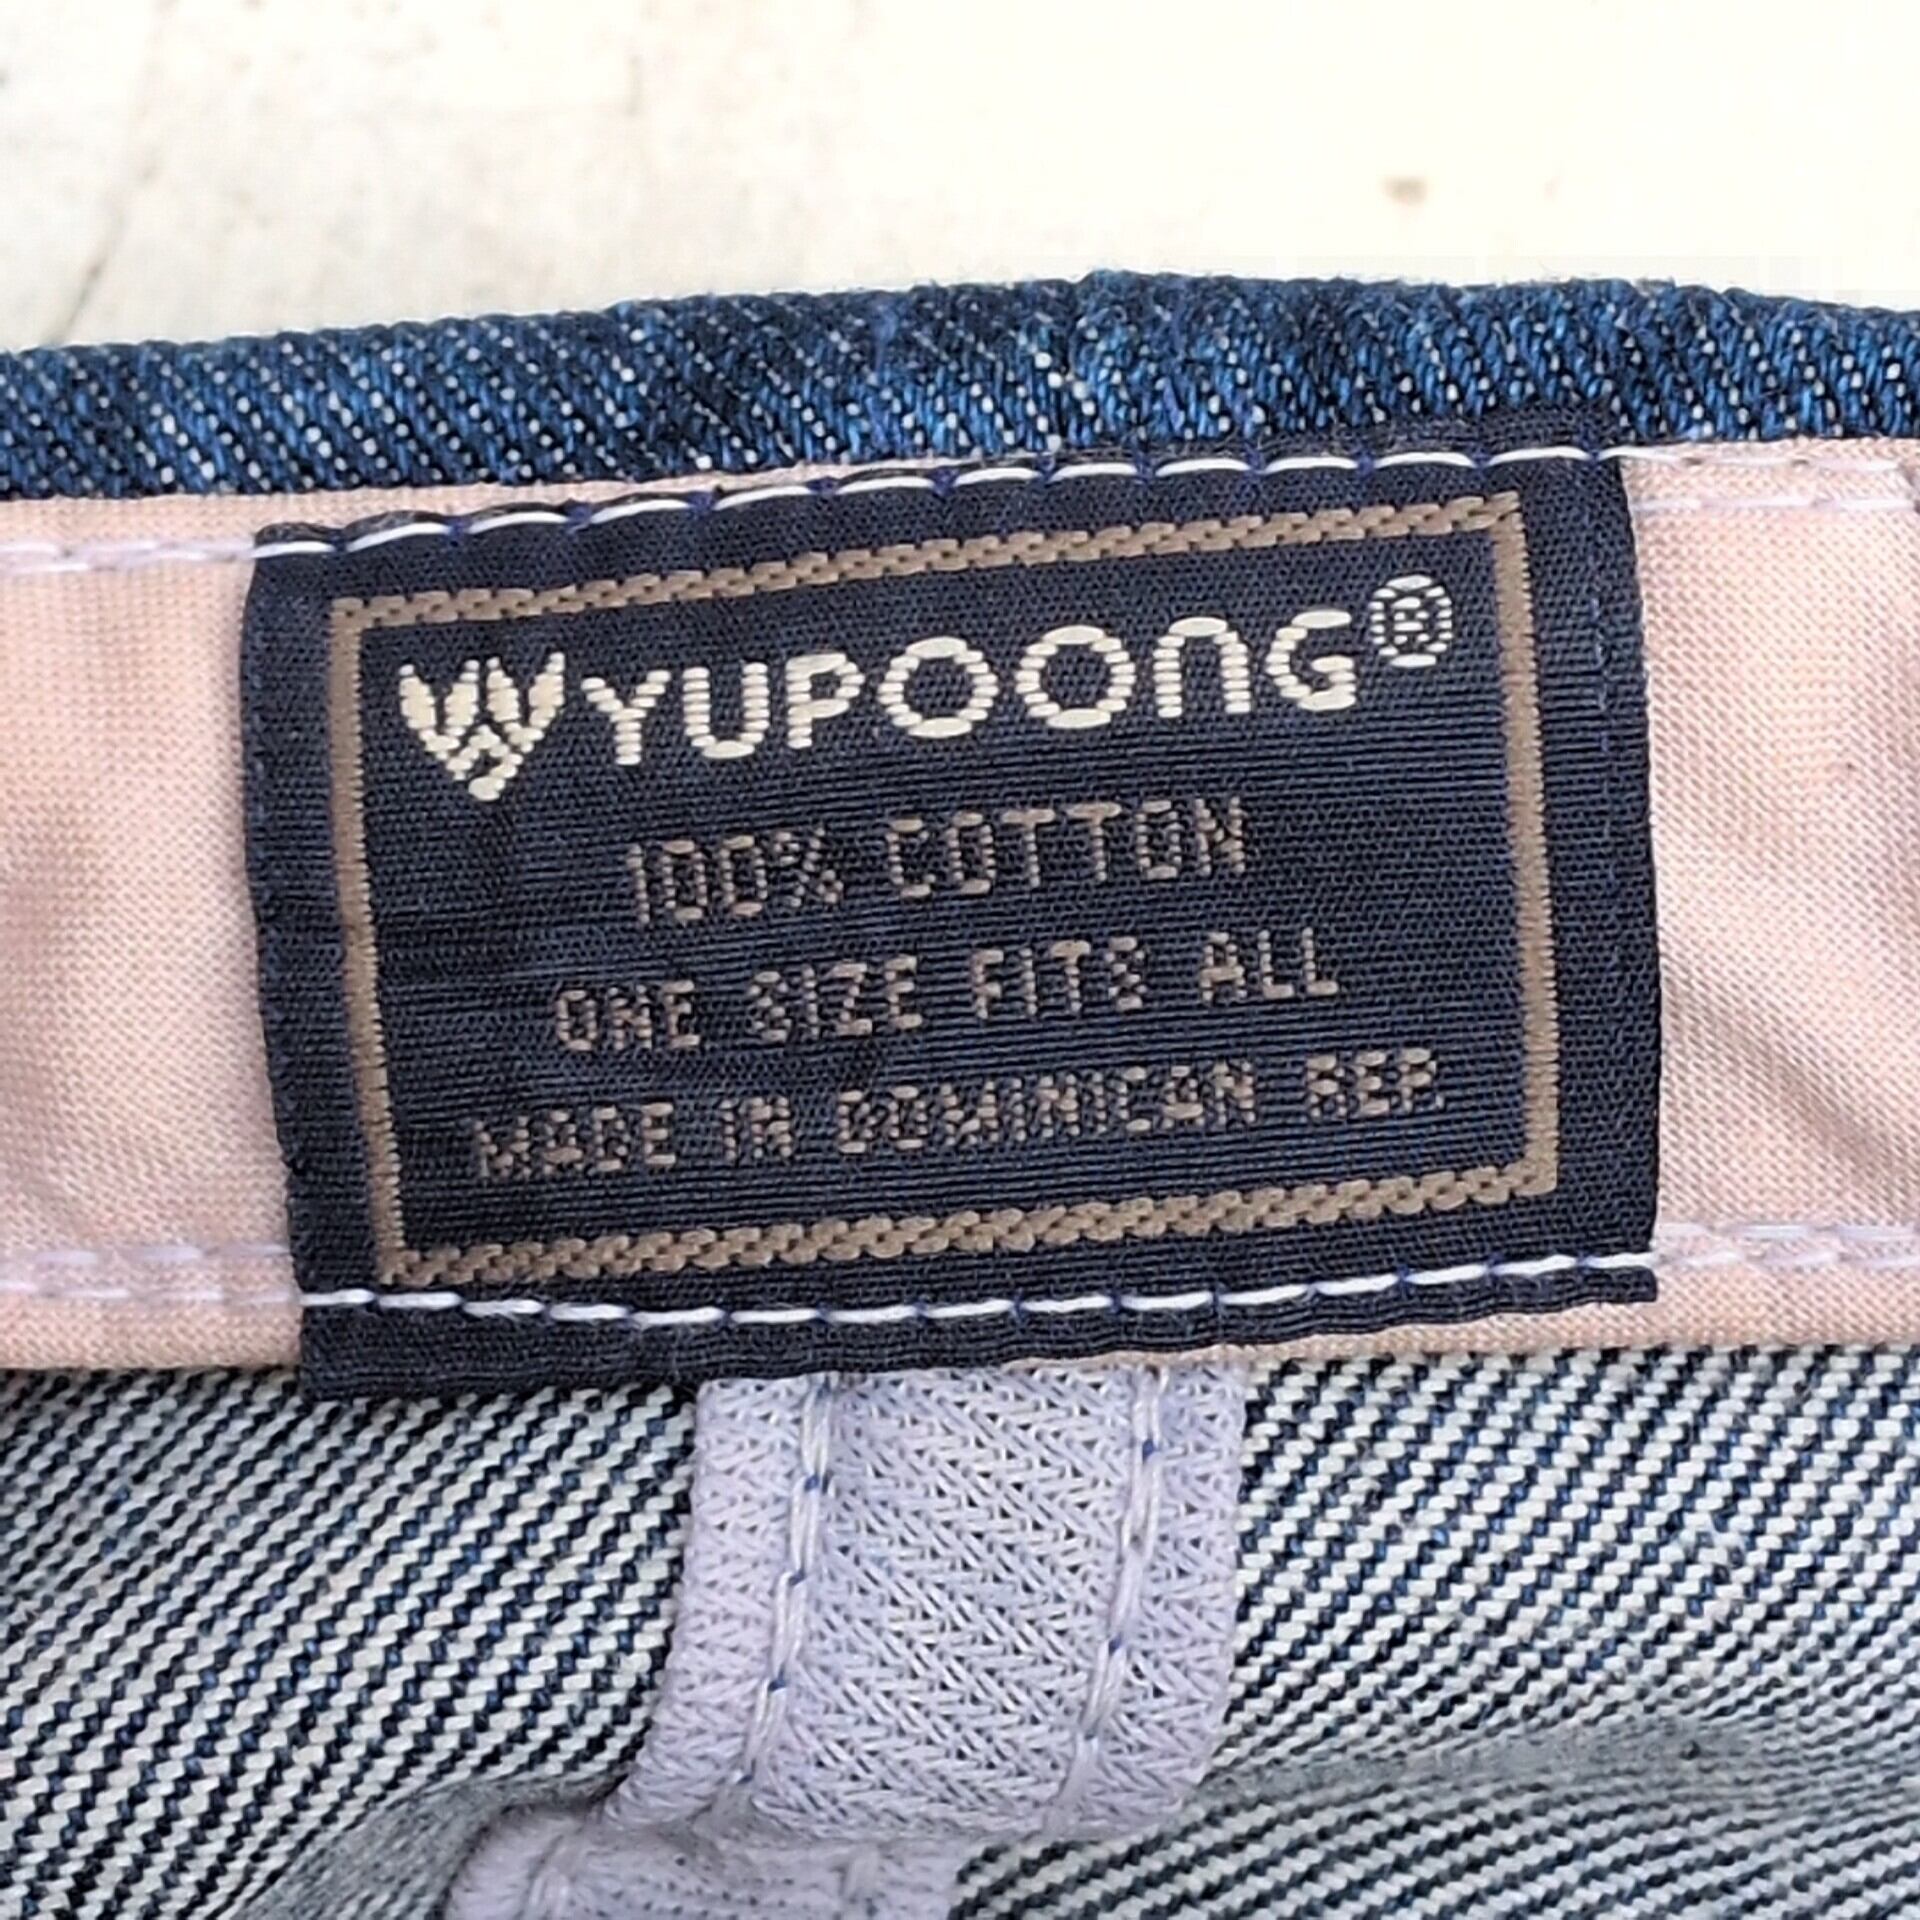 YUPOONG®
100% COTTON
ONE SIZE FITS ALL
MADE IN DOMINICAN REP.